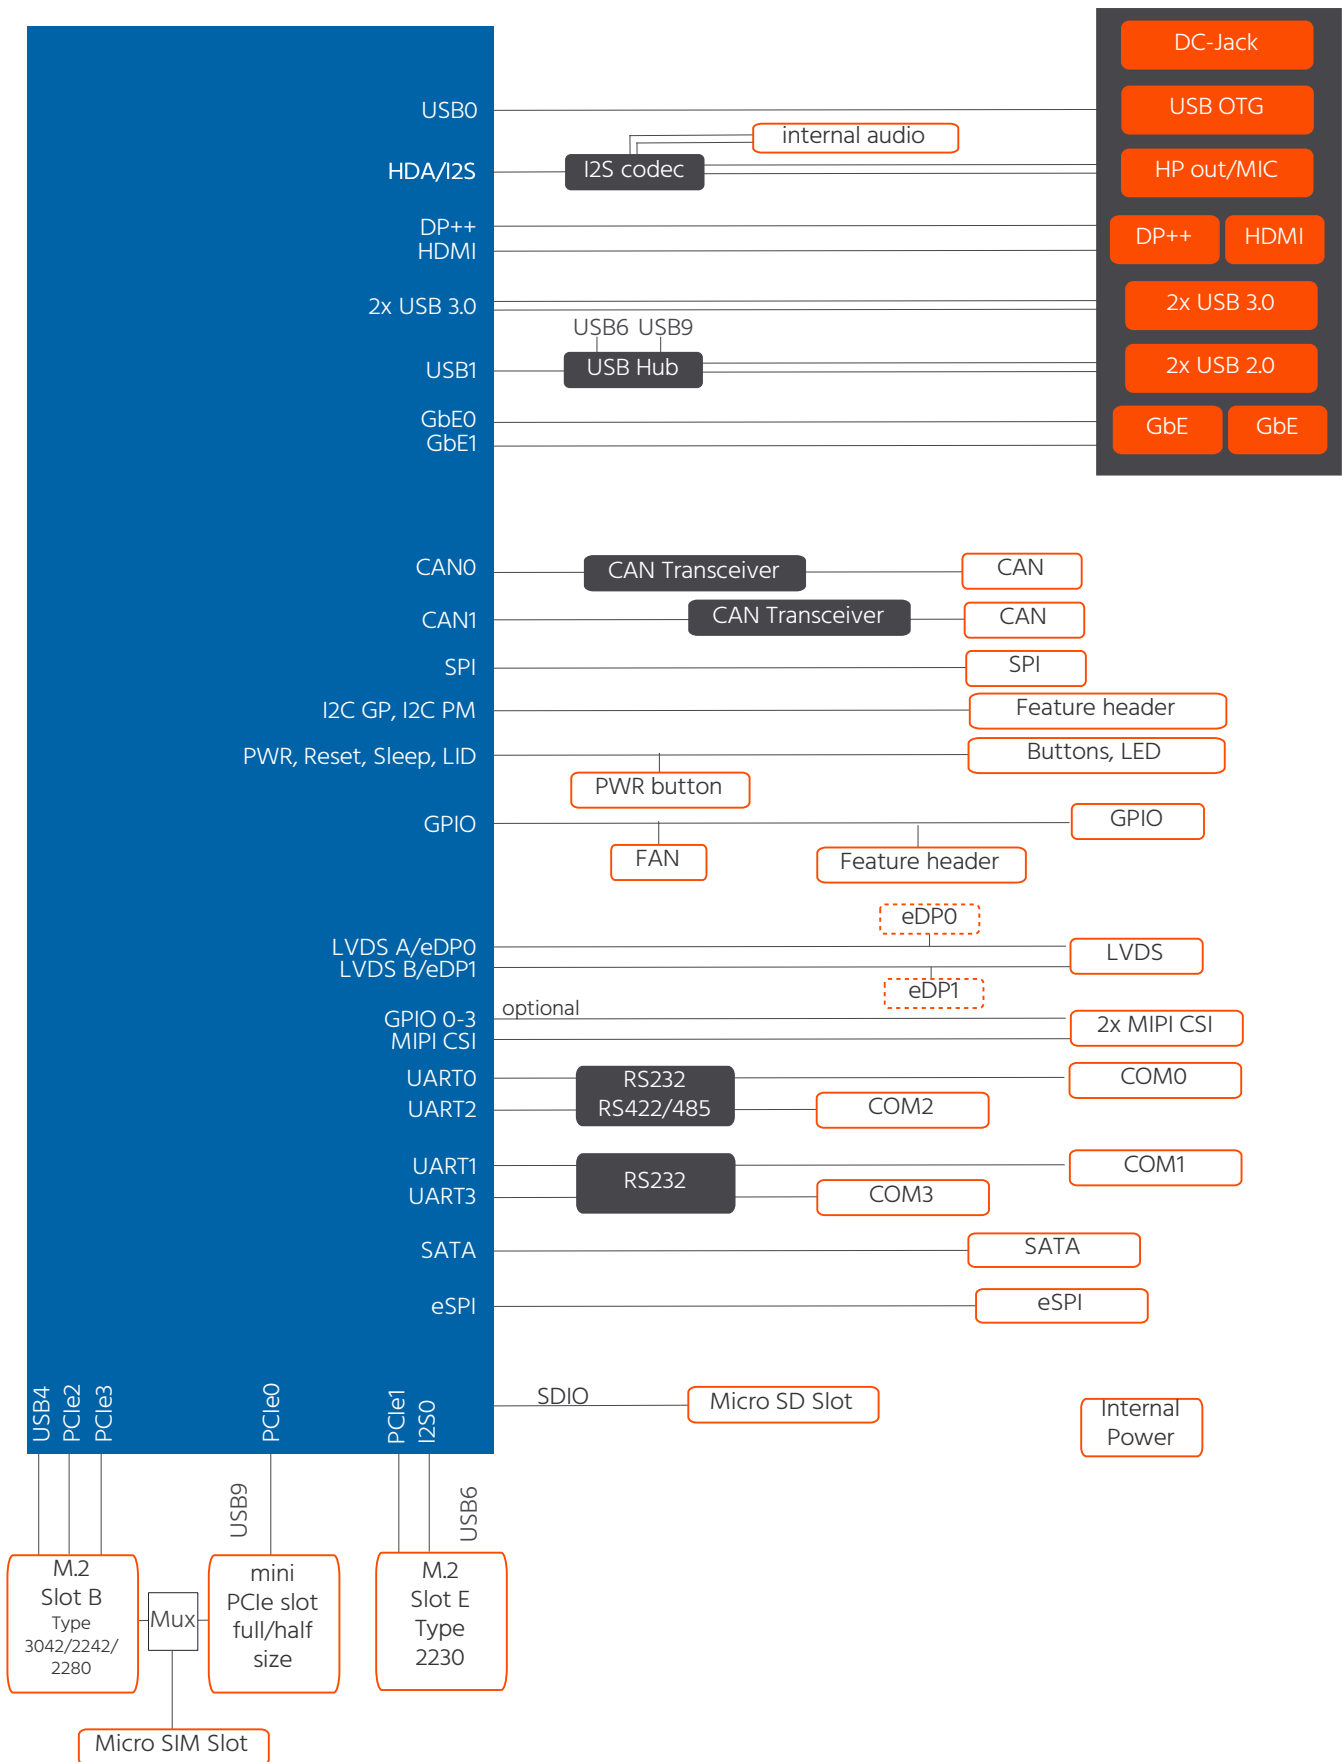 DC-Jack
USB0
USB OTG
internal audio
HDA/I2S
I2S codec
HP out/MIC
DP++
HDMI
DP++
HDMI
2x USB 3.0
2x USB 3.0
USB6 USB9
USB1
USB Hub
2x USB 2.0
GbE0
GbE1
GbE
GbE
CAN0
CAN Transceiver
CAN
CAN1
CAN Transceiver
CAN
SPI
SPI
I2C GP, I2C PM
Feature header
PWR, Reset, Sleep, LID
Buttons, LED
PWR button
GPIO
GPIO
FAN
Feature header
eDP0
LVDS A/eDP0
LVDS B/eDP1
LVDS
eDP1
optional
GPIO 0-3
MIPI CSI
2x MIPI CSI
UART0
UART2
RS232
RS422/485
COM0
COM2
UART1
UART3
RS232
COM1
COM3
SATA
SATA
eSPI
eSPI
USB4
PCIe2
PCIe3
PCIe0
PCIe1
I2S0
SDIO
Micro SD Slot
Internal
Power
USB9
USB6
M.2
Slot B
Type
3042/2242/
2280
Mux
mini
PCIe slot
full/half
size
M.2
Slot E
Type
2230
Micro SIM Slot